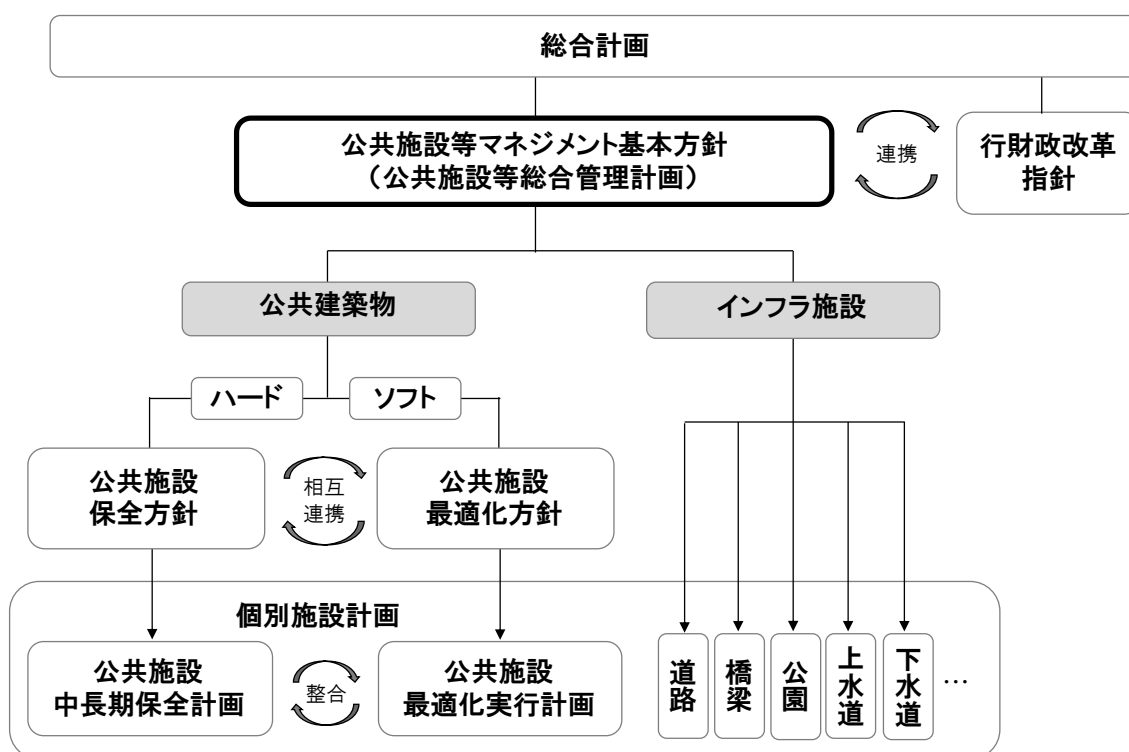 総合計画
公共施設等マネジメント基本方針
（公共施設等総合管理計画）
連携
行財政改革
指針
公共建築物
インフラ施設
ハード
ソフト
公共施設
保全方針
相互
連携
公共施設
最適化方針
個別施設計画
公共施設
中長期保全計画
整合
公共施設
最適化実行計画
道路
橋梁
公園
上水道
下水道
…